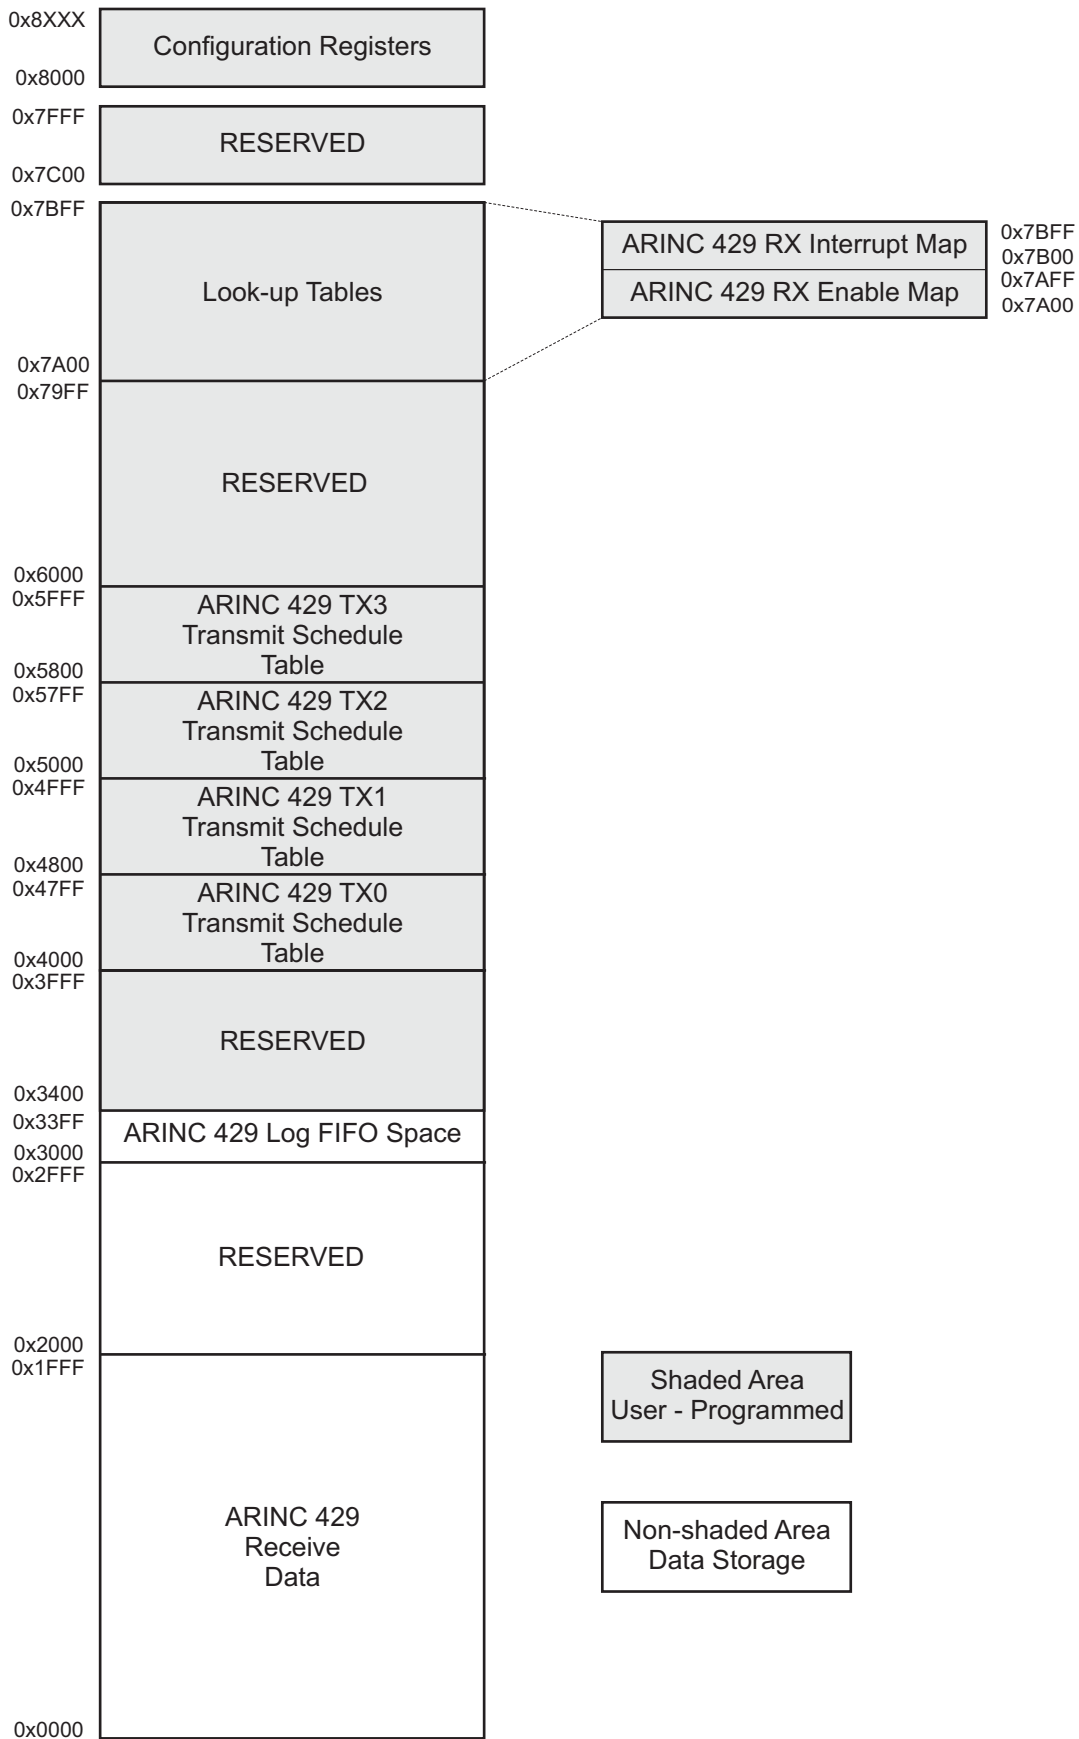 0x8XXX
Configuration Registers
0x8000
0x7FFF
RESERVED
0x7C00
0x7BFF
Look-up Tables
0x7A00
ARINC 429 RX Interrupt Map
0x7BFF
0x7B00
ARINC 429 RX Enable Map
0x7AFF
0x7A00
0x79FF
RESERVED
0x6000
0x5FFF
ARINC 429 TX3
Transmit Schedule
Table
0x5800
0x57FF
ARINC 429 TX2
Transmit Schedule
Table
0x5000
0x4FFF
ARINC 429 TX1
Transmit Schedule
Table
0x4800
0x47FF
ARINC 429 TX0
Transmit Schedule
Table
0x4000
0x3FFF
RESERVED
0x3400
0x33FF
ARINC 429 Log FIFO Space
0x3000
0x2FFF
RESERVED
0x2000
0x1FFF
ARINC 429
Receive
Data
0x0000
Shaded Area
User - Programmed
Non-shaded Area
Data Storage